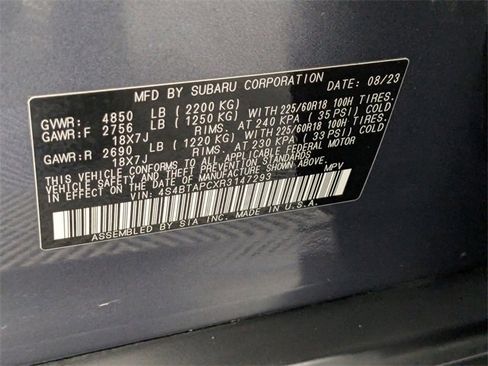 MFD BY SUBARU CORPORATION DATE: 08/23
GVWR: 4850 LB (2200 KG)
GAWR:F 2756 LB (1250 KG) WITH 225/60R18 100H TIRES.
18X7J RIMS. AT 240 KPA (35 PSI) COLD
GAWR:R 2690 LB (1220 KG) WITH 225/60R18 100H TIRES.
18X7J RIMS. AT 230 KPA (33 PSI) COLD
THIS VEHICLE CONFORMS TO ALL APPLICABLE FEDERAL MOTOR VEHICLE
SAFETY AND THEFT PREVENTION STANDARDS
IN EFFECT ON THE DATE OF MANUFACTURE SHOWN ABOVE.
VIN: 4S4BTAPCXR3147293 MPV
ASSEMBLED BY SIA INC. MADE IN U.S.A.